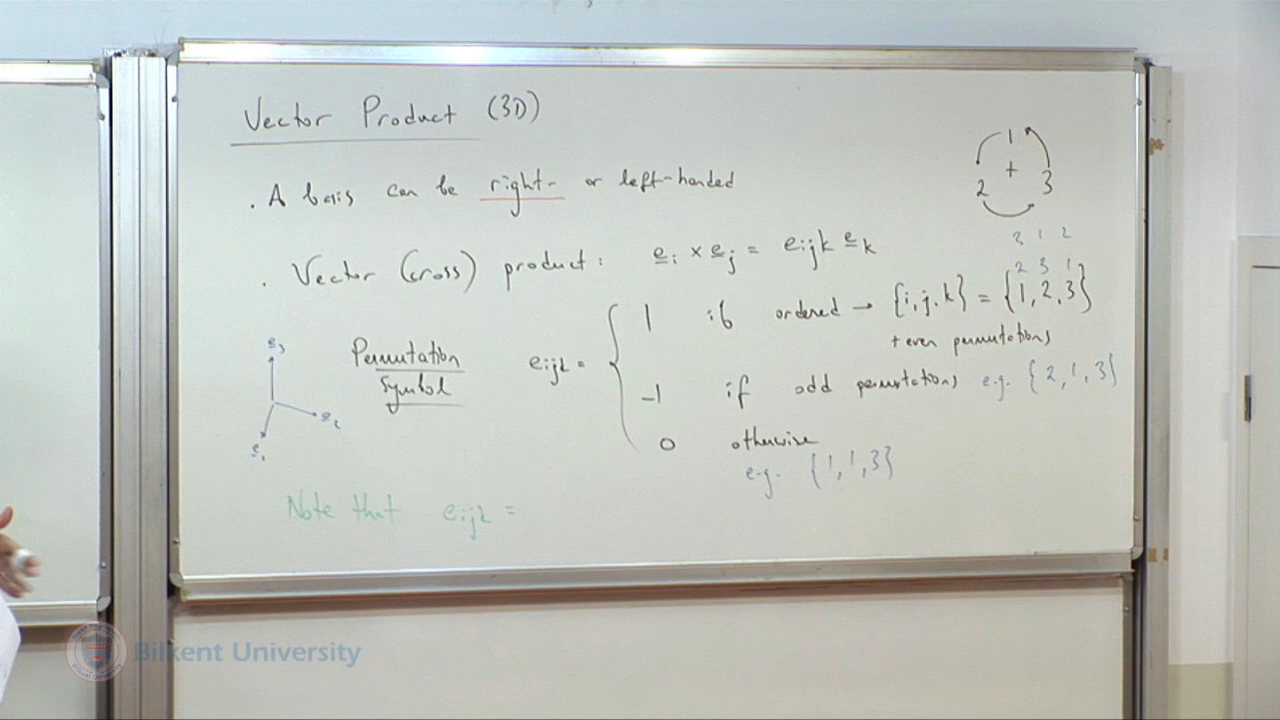 Vector Product (3D)
1
+
2 3
. A basis can be right- or left-handed
3 1 2
2 3 1
. Vector (cross) product: e_i × e_j = e_ijk e_k
Permutation
Symbol
e_ijk = { 1 if ordered → {i,j,k} = {1,2,3}
+ even permutations
-1 if odd permutations e.g. {2,1,3}
0 otherwise
e.g. {1,1,3}
e_3
e_2
e_1
Note that e_ijk =
Bilkent University